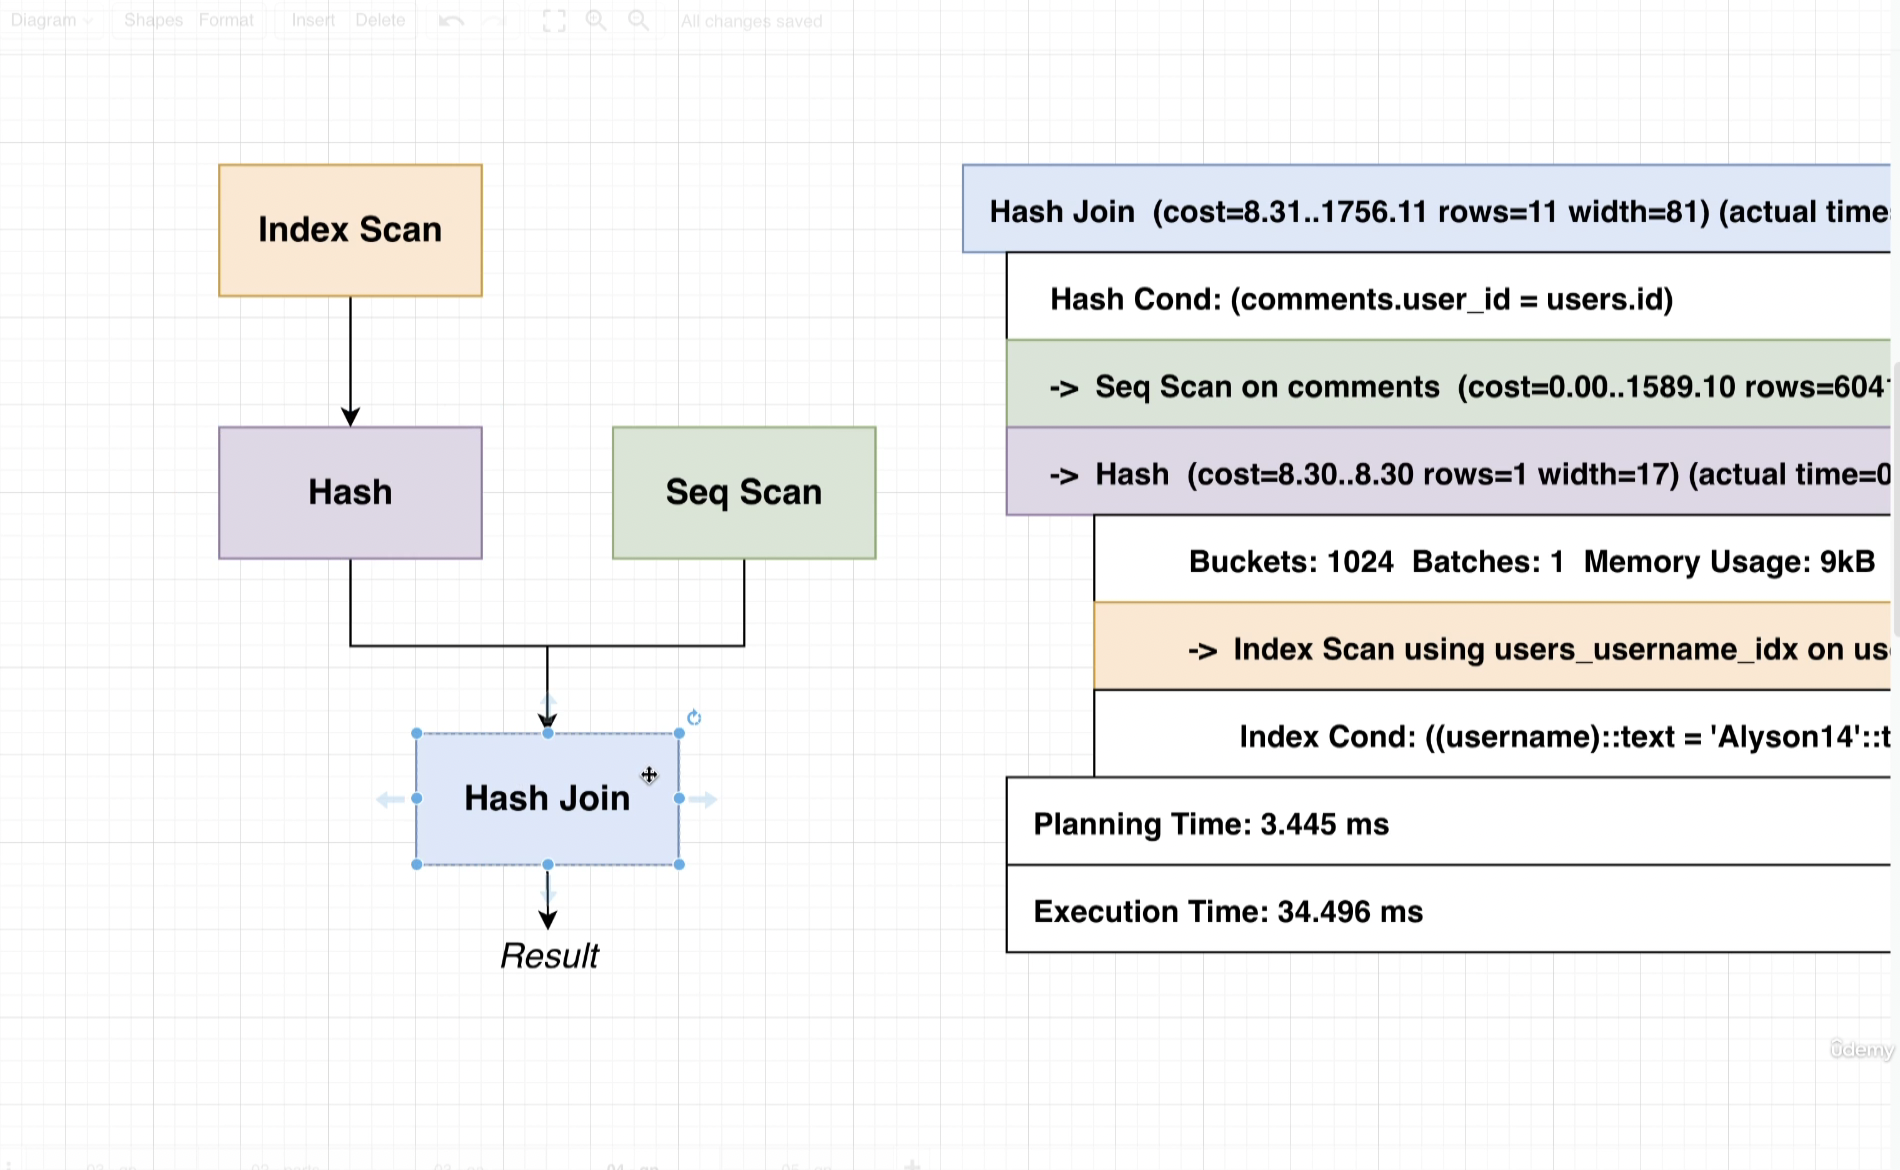 Diagram Shapes Format Insert Delete All changes saved
Index Scan
Hash
Seq Scan
Hash Join
Result
Hash Join (cost=8.31..1756.11 rows=11 width=81) (actual time
Hash Cond: (comments.user_id = users.id)
-> Seq Scan on comments (cost=0.00..1589.10 rows=604
-> Hash (cost=8.30..8.30 rows=1 width=17) (actual time=0
Buckets: 1024 Batches: 1 Memory Usage: 9kB
-> Index Scan using users_username_idx on us
Index Cond: ((username)::text = 'Alyson14'::t
Planning Time: 3.445 ms
Execution Time: 34.496 ms
ûdemy